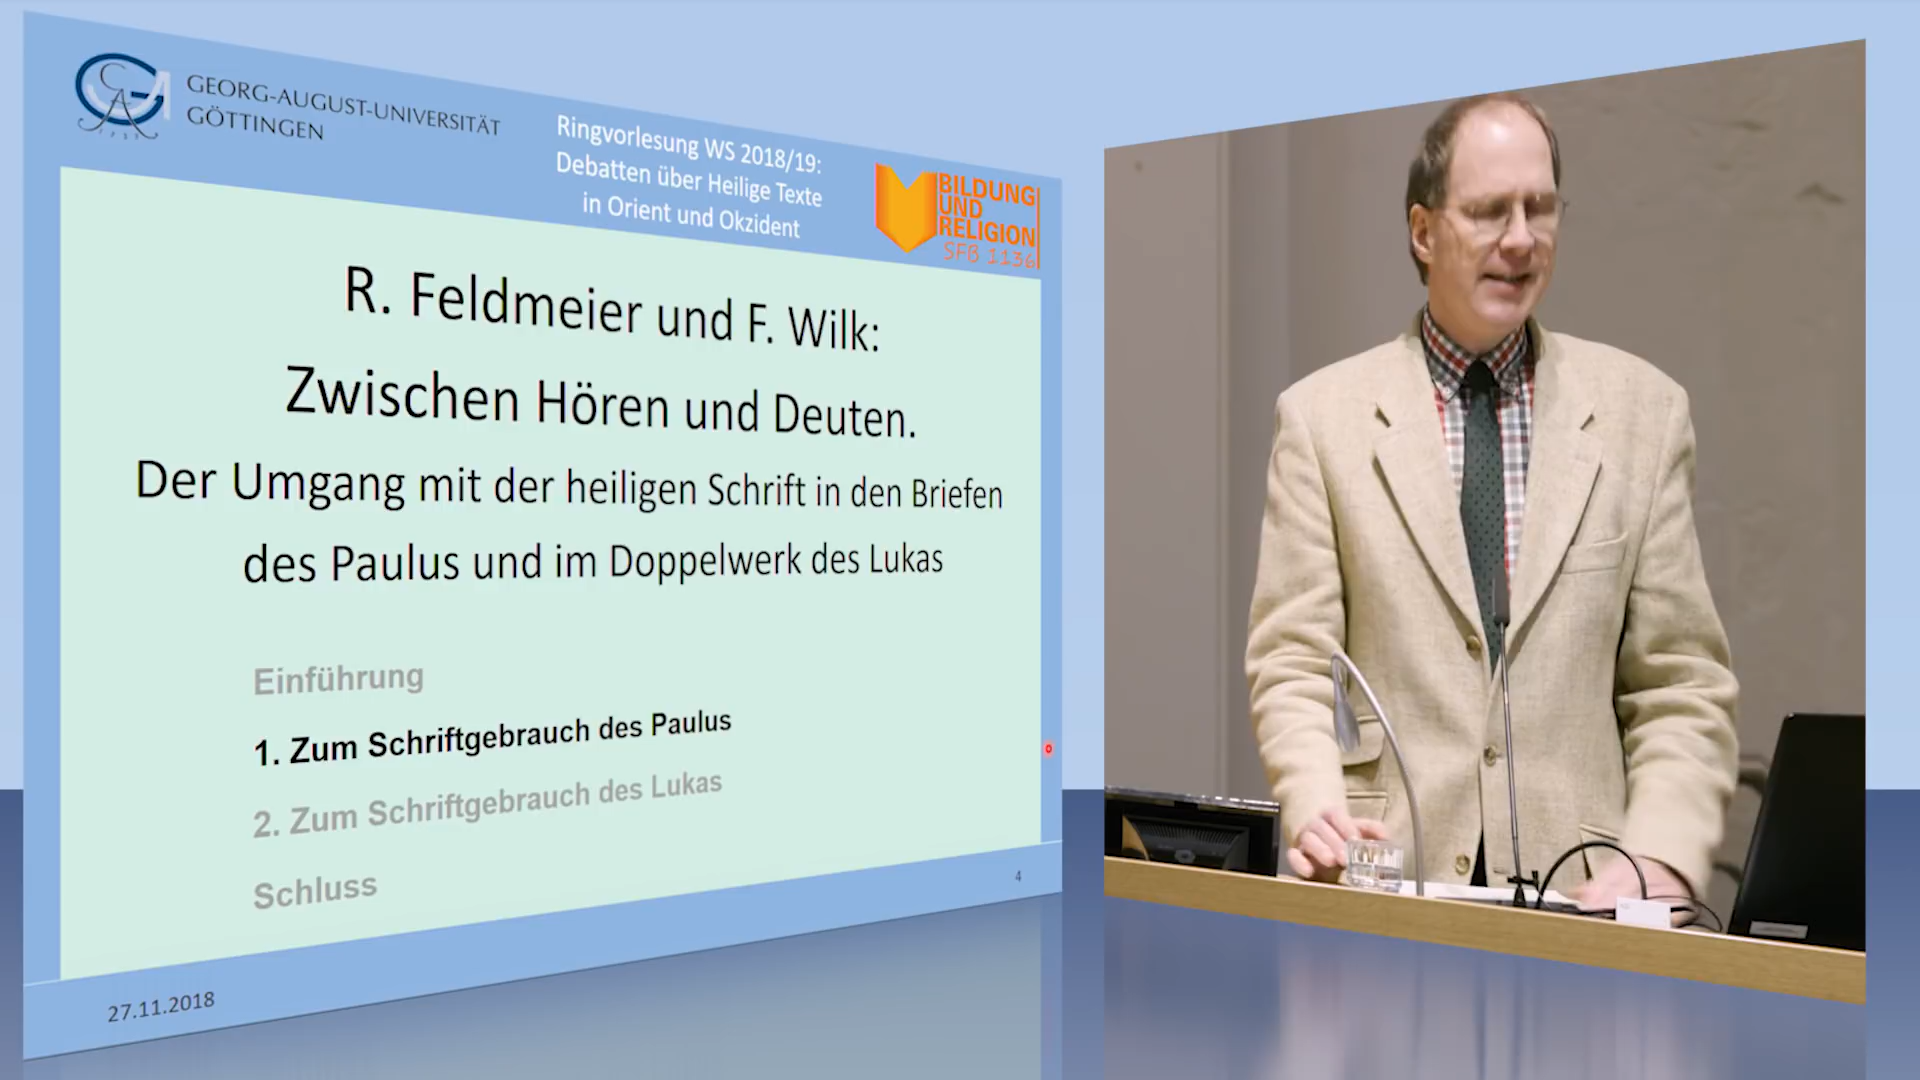 GEORG-AUGUST-UNIVERSITÄT
GÖTTINGEN
Ringvorlesung WS 2018/19:
Debatten über Heilige Texte
in Orient und Okzident
BILDUNG
UND
RELIGION
SFB 1136
R. Feldmeier und F. Wilk:
Zwischen Hören und Deuten.
Der Umgang mit der heiligen Schrift in den Briefen
des Paulus und im Doppelwerk des Lukas
Einführung
1. Zum Schriftgebrauch des Paulus
2. Zum Schriftgebrauch des Lukas
Schluss
4
27.11.2018